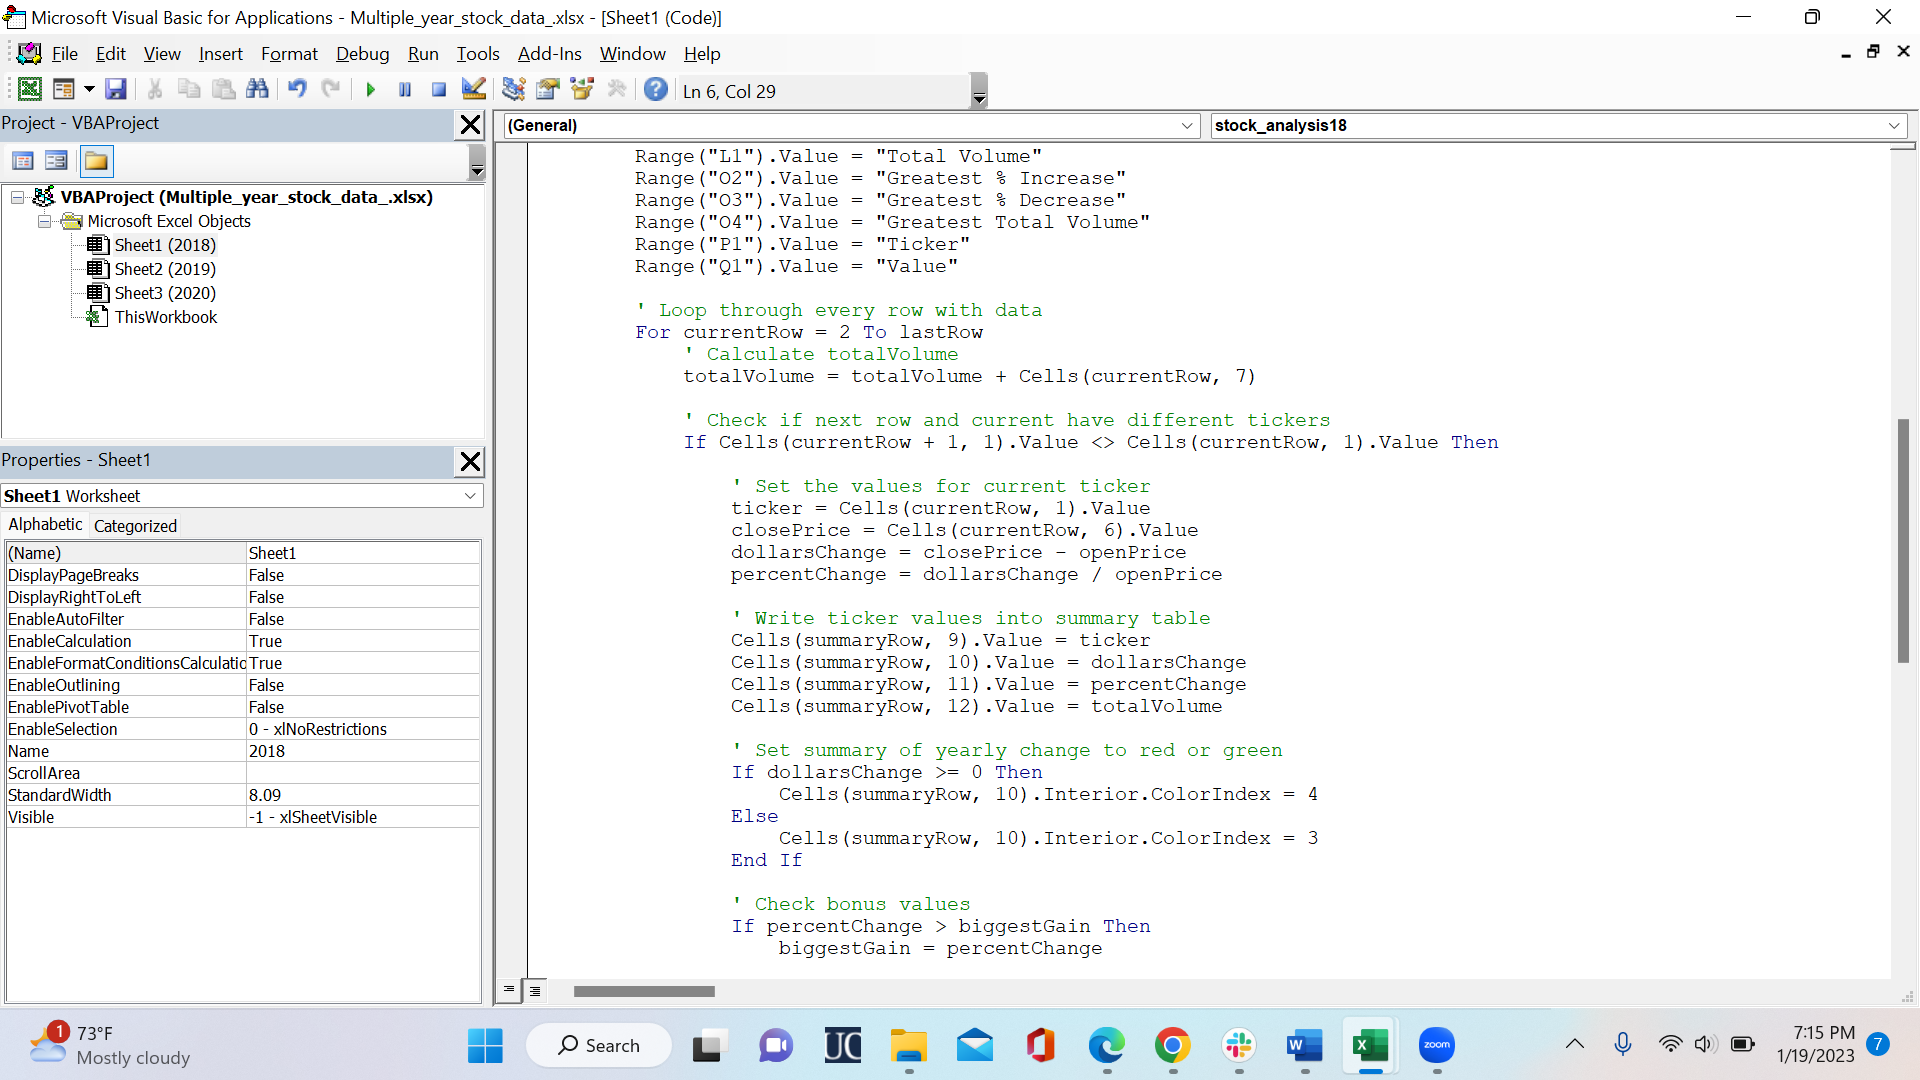 Microsoft Visual Basic for Applications - Multiple_year_stock_data_.xlsx - [Sheet1 (Code)]
File Edit View Insert Format Debug Run Tools Add-Ins Window Help
Ln 6, Col 29
Project - VBAProject
(General)
stock_analysis18
VBAProject (Multiple_year_stock_data_.xlsx)
Microsoft Excel Objects
Sheet1 (2018)
Sheet2 (2019)
Sheet3 (2020)
ThisWorkbook
Properties - Sheet1
Sheet1 Worksheet
Alphabetic Categorized
(Name) Sheet1
DisplayPageBreaks False
DisplayRightToLeft False
EnableAutoFilter False
EnableCalculation True
EnableFormatConditionsCalculatic True
EnableOutlining False
EnablePivotTable False
EnableSelection 0 - xlNoRestrictions
Name 2018
ScrollArea
StandardWidth 8.09
Visible -1 - xlSheetVisible
Range("L1").Value = "Total Volume"
Range("O2").Value = "Greatest % Increase"
Range("O3").Value = "Greatest % Decrease"
Range("O4").Value = "Greatest Total Volume"
Range("P1").Value = "Ticker"
Range("Q1").Value = "Value"
' Loop through every row with data
For currentRow = 2 To lastRow
' Calculate totalVolume
totalVolume = totalVolume + Cells(currentRow, 7)
' Check if next row and current have different tickers
If Cells(currentRow + 1, 1).Value <> Cells(currentRow, 1).Value Then
' Set the values for current ticker
ticker = Cells(currentRow, 1).Value
closePrice = Cells(currentRow, 6).Value
dollarsChange = closePrice - openPrice
percentChange = dollarsChange / openPrice
' Write ticker values into summary table
Cells(summaryRow, 9).Value = ticker
Cells(summaryRow, 10).Value = dollarsChange
Cells(summaryRow, 11).Value = percentChange
Cells(summaryRow, 12).Value = totalVolume
' Set summary of yearly change to red or green
If dollarsChange >= 0 Then
Cells(summaryRow, 10).Interior.ColorIndex = 4
Else
Cells(summaryRow, 10).Interior.ColorIndex = 3
End If
' Check bonus values
If percentChange > biggestGain Then
biggestGain = percentChange
1
73°F
Mostly cloudy
Search
UC
W
X
zoom
7:15 PM
1/19/2023
7